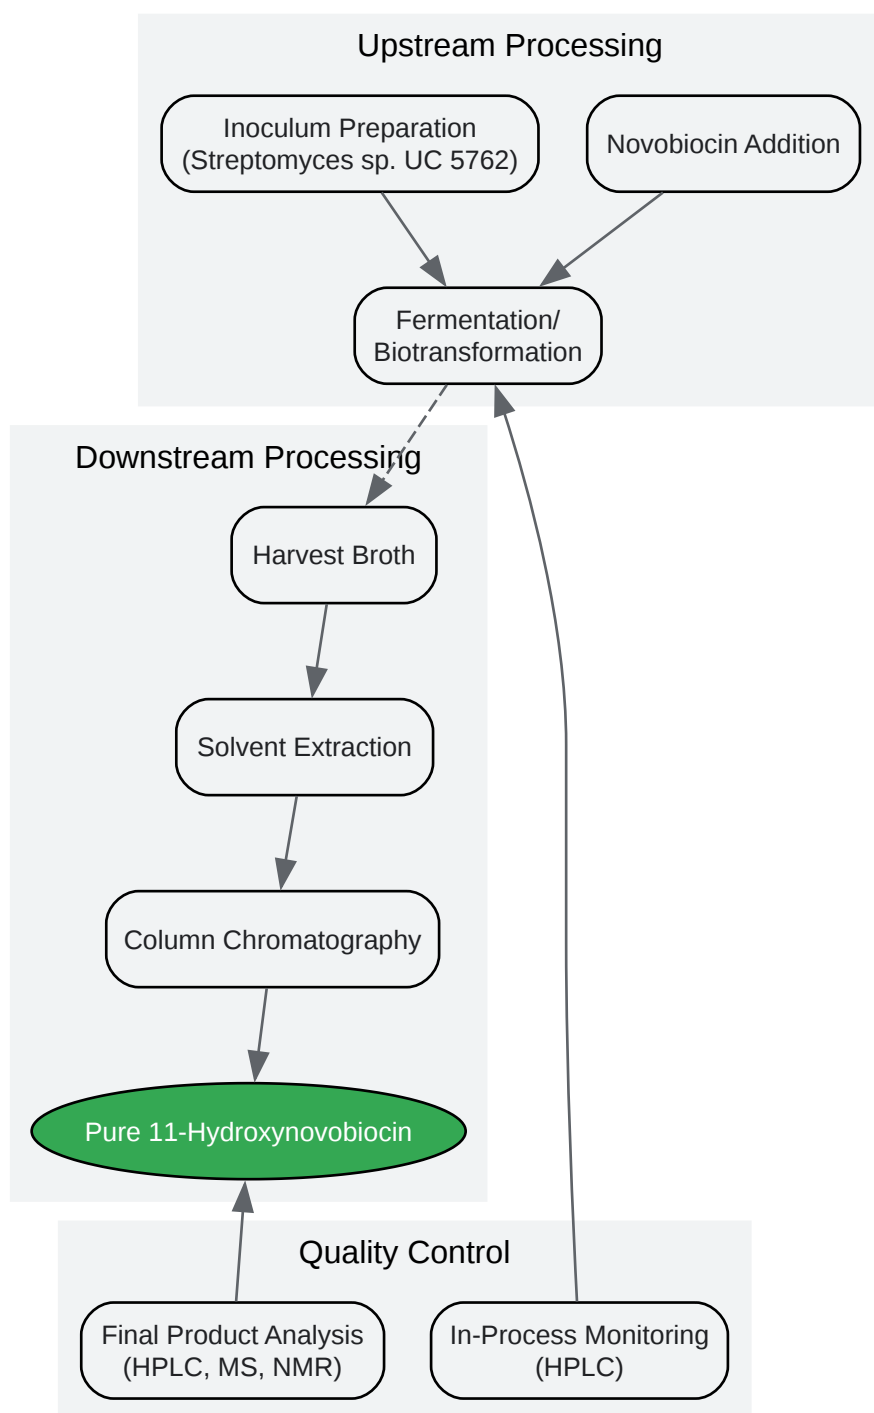 Upstream Processing
Inoculum Preparation
(Streptomyces sp. UC 5762)
Novobiocin Addition
Fermentation/
Biotransformation
Downstream Processing
Harvest Broth
Solvent Extraction
Column Chromatography
Pure 11-Hydroxynovobiocin
Quality Control
Final Product Analysis
(HPLC, MS, NMR)
In-Process Monitoring
(HPLC)